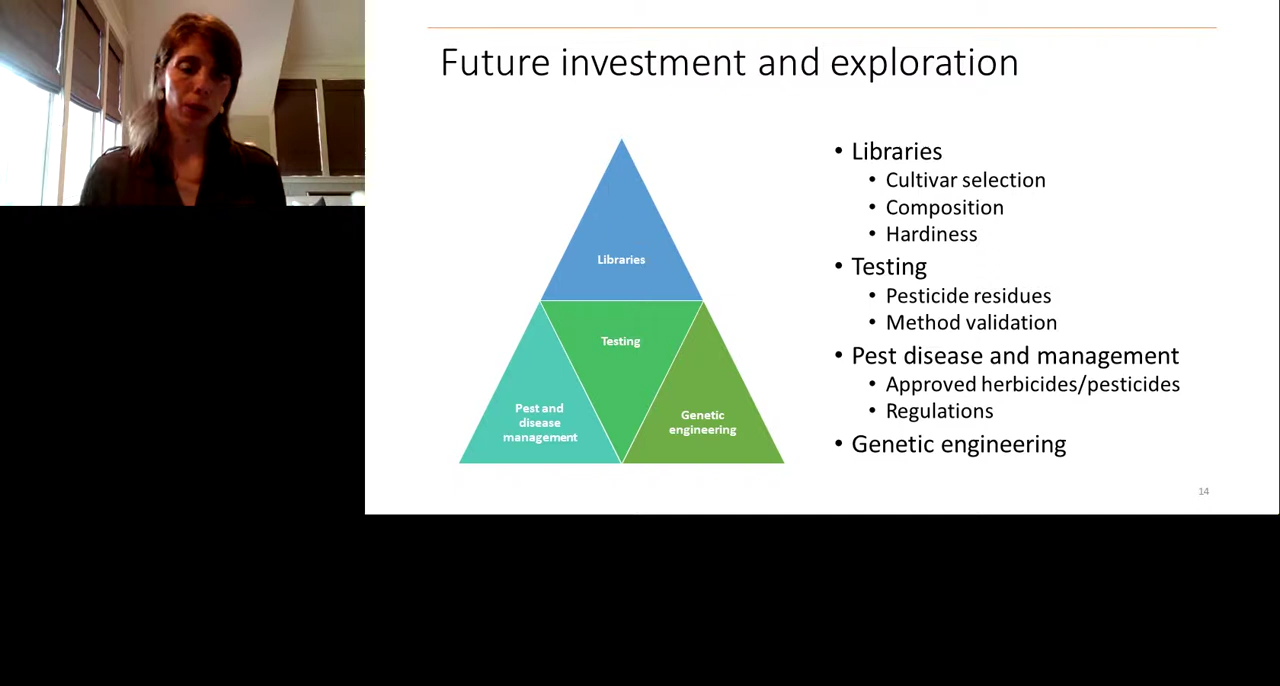 Future investment and exploration
Libraries
Testing
Pest and
disease
management
Genetic
engineering
• Libraries
• Cultivar selection
• Composition
• Hardiness
• Testing
• Pesticide residues
• Method validation
• Pest disease and management
• Approved herbicides/pesticides
• Regulations
• Genetic engineering
14